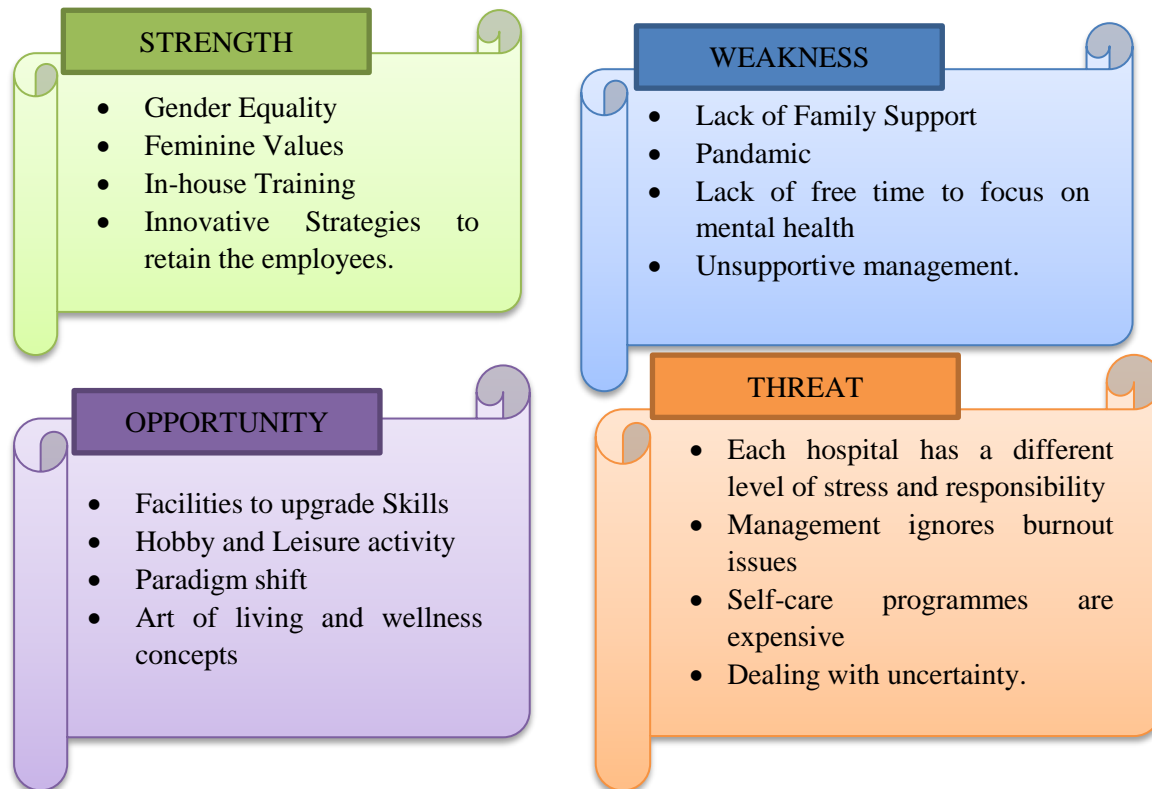 STRENGTH
Gender Equality
Feminine Values
In-house Training
Innovative Strategies to
retain the employees.
WEAKNESS
Lack of Family Support
Pandamic
Lack of free time to focus on
mental health
Unsupportive management.
OPPORTUNITY
Facilities to upgrade Skills
Hobby and Leisure activity
Paradigm shift
Art of living and wellness
concepts
THREAT
Each hospital has a different
level of stress and responsibility
Management ignores burnout
issues
Self-care programmes are
expensive
Dealing with uncertainty.